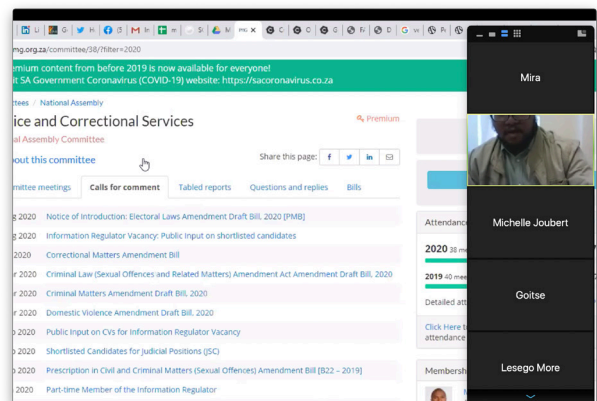 mg.org.za/committee/38/?filter=2020
emium content from before 2019 is now available for everyone!
it SA Government Coronavirus (COVID-19) website: https://sacoronavirus.co.za
ttees / National Assembly
ice and Correctional Services
Premium
al Assembly Committee
out this committee
Share this page:
mmittee meetings Calls for comment Tabled reports Questions and replies Bills
2020 Notice of Introduction: Electoral Laws Amendment Draft Bill, 2020 [PMB]
2020 Information Regulator Vacancy: Public Input on shortlisted candidates
2020 Correctional Matters Amendment Bill
2020 Criminal Law (Sexual Offences and Related Matters) Amendment Act Amendment Draft Bill, 2020
2020 Criminal Matters Amendment Draft Bill, 2020
2020 Domestic Violence Amendment Draft Bill, 2020
2020 Public Input on CVs for Information Regulator Vacancy
2020 Shortlisted Candidates for Judicial Positions (JSC)
2020 Prescription in Civil and Criminal Matters (Sexual Offences) Amendment Bill [B22 – 2019]
2020 Part-time Member of the Information Regulator
Attendanc
2020 38 me
2019 40 mee
Detailed att
Click Here t
attendance
Membersh
Mira
Michelle Joubert
Goitse
Lesego More